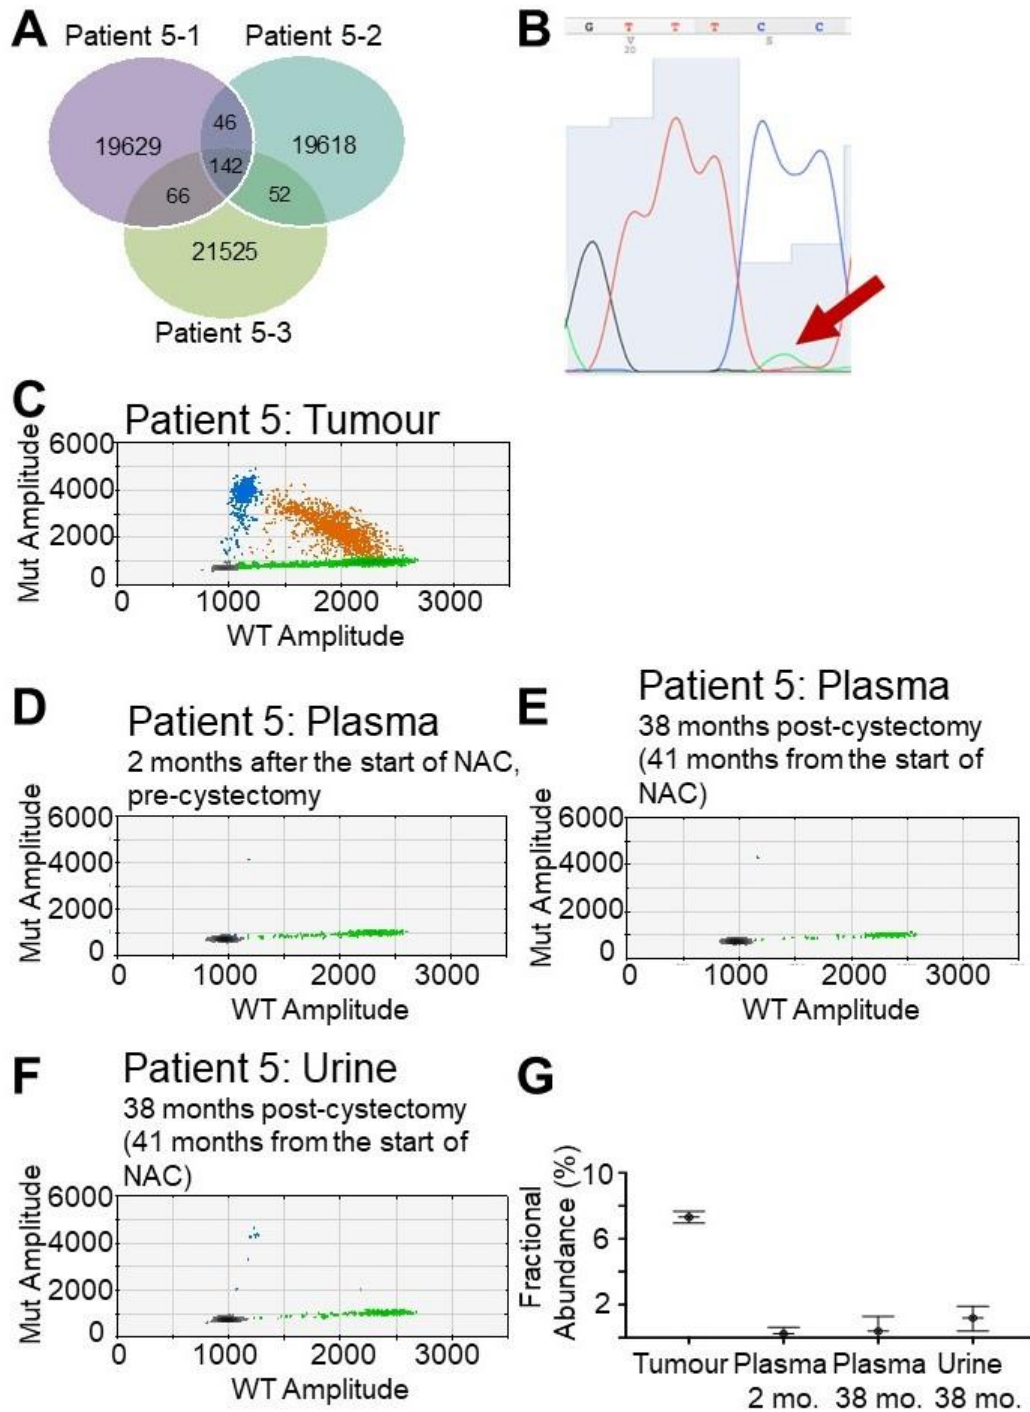 A
Patient 5-1
Patient 5-2
46
19629
19618
142
66
52
21525
Patient 5-3
B
G T T T C C
V S
20
C
Patient 5: Tumour
Mut Amplitude
6000
4000
2000
0
0 1000 2000 3000
WT Amplitude
D
Patient 5: Plasma
2 months after the start of NAC,
pre-cystectomy
Mut Amplitude
6000
4000
2000
0
0 1000 2000 3000
WT Amplitude
E
Patient 5: Plasma
38 months post-cystectomy
(41 months from the start of
NAC)
Mut Amplitude
6000
4000
2000
0
0 1000 2000 3000
WT Amplitude
F
Patient 5: Urine
38 months post-cystectomy
(41 months from the start of
NAC)
Mut Amplitude
6000
4000
2000
0
0 1000 2000 3000
WT Amplitude
G
Fractional
Abundance (%)
10
6
2
Tumour Plasma Plasma Urine
2 mo. 38 mo. 38 mo.